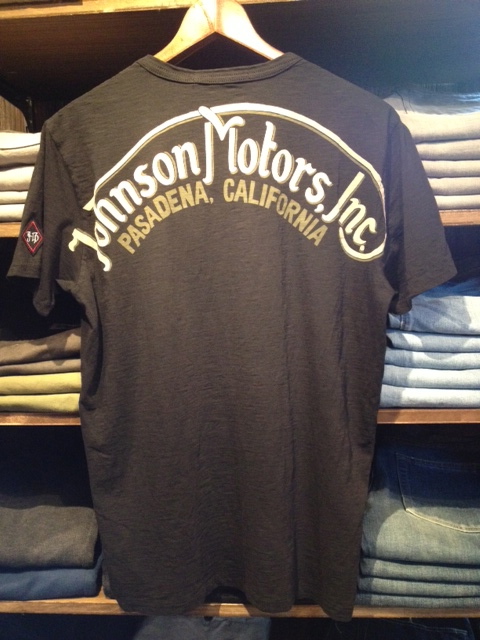 Johnson Motors, Inc.
PASADENA, CALIFORNIA